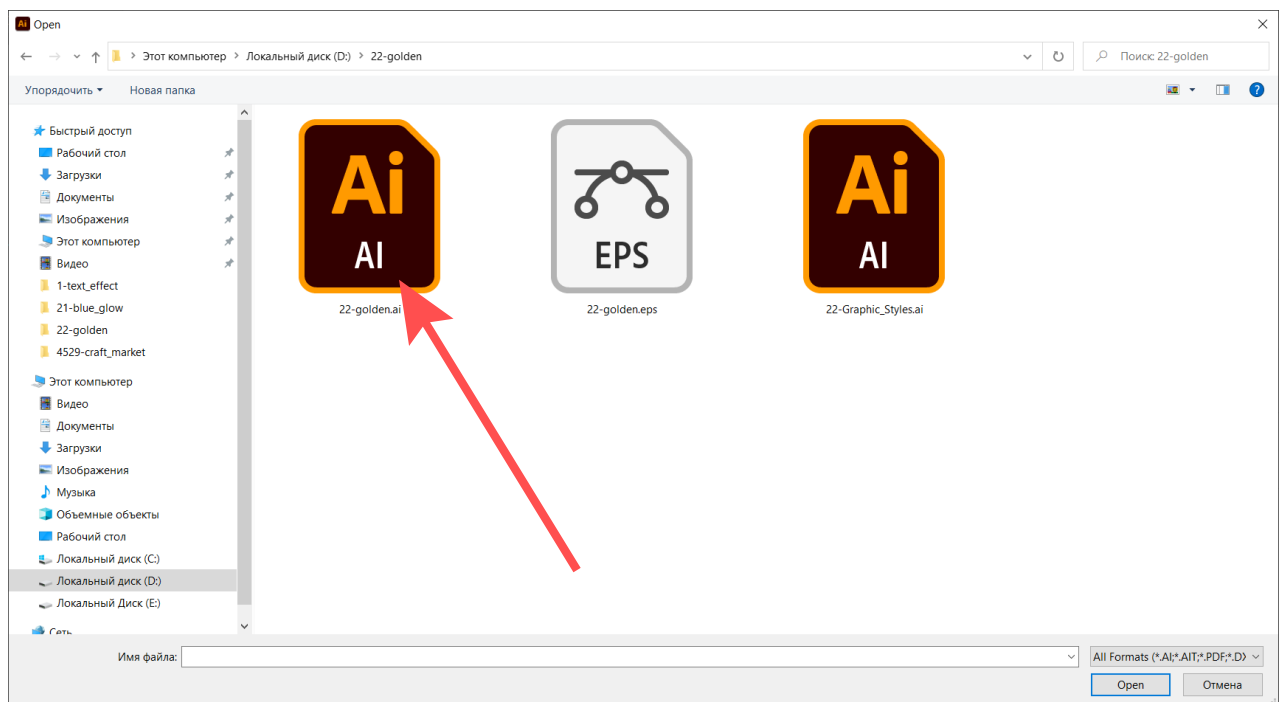 Ai Open
Этот компьютер > Локальный диск (D:) > 22-golden
Поиск: 22-golden
Упорядочить
Новая папка
?
Быстрый доступ
Рабочий стол
Загрузки
Документы
Изображения
Этот компьютер
Видео
1-text_effect
21-blue_glow
22-golden
4529-craft_market
Этот компьютер
Видео
Документы
Загрузки
Изображения
Музыка
Объемные объекты
Рабочий стол
Локальный диск (C:)
Локальный диск (D:)
Локальный Диск (E:)
Сеть
Ai
AI
22-golden.ai
EPS
22-golden.eps
Ai
AI
22-Graphic_Styles.ai
Имя файла:
All Formats (*.AI;*.AIT;*.PDF;*.DX
Open
Отмена